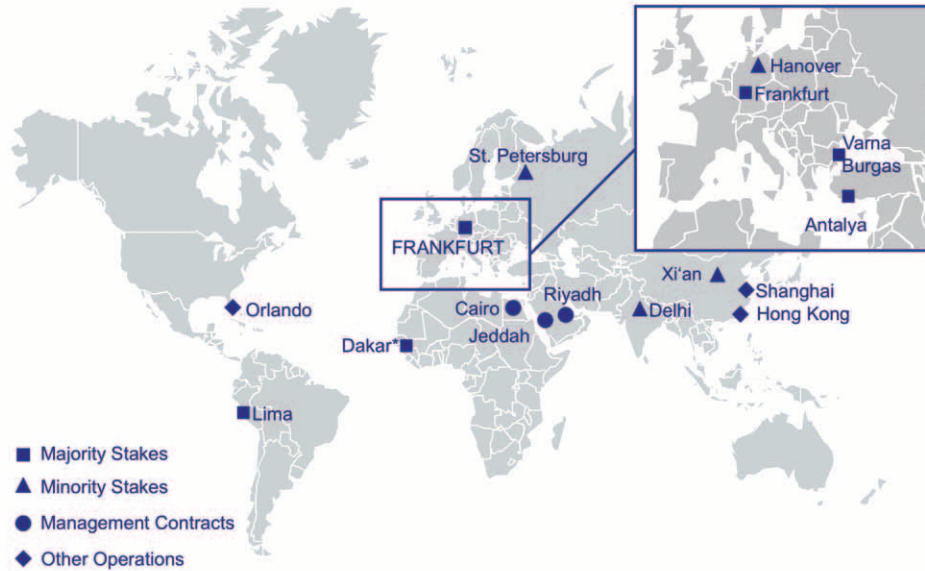 Hanover
Frankfurt
Varna
Burgas
Antalya
St. Petersburg
FRANKFURT
Xi‘an
Shanghai
Hong Kong
Delhi
Riyadh
Cairo
Jeddah
Orlando
Dakar*
Lima
Majority Stakes
Minority Stakes
Management Contracts
Other Operations